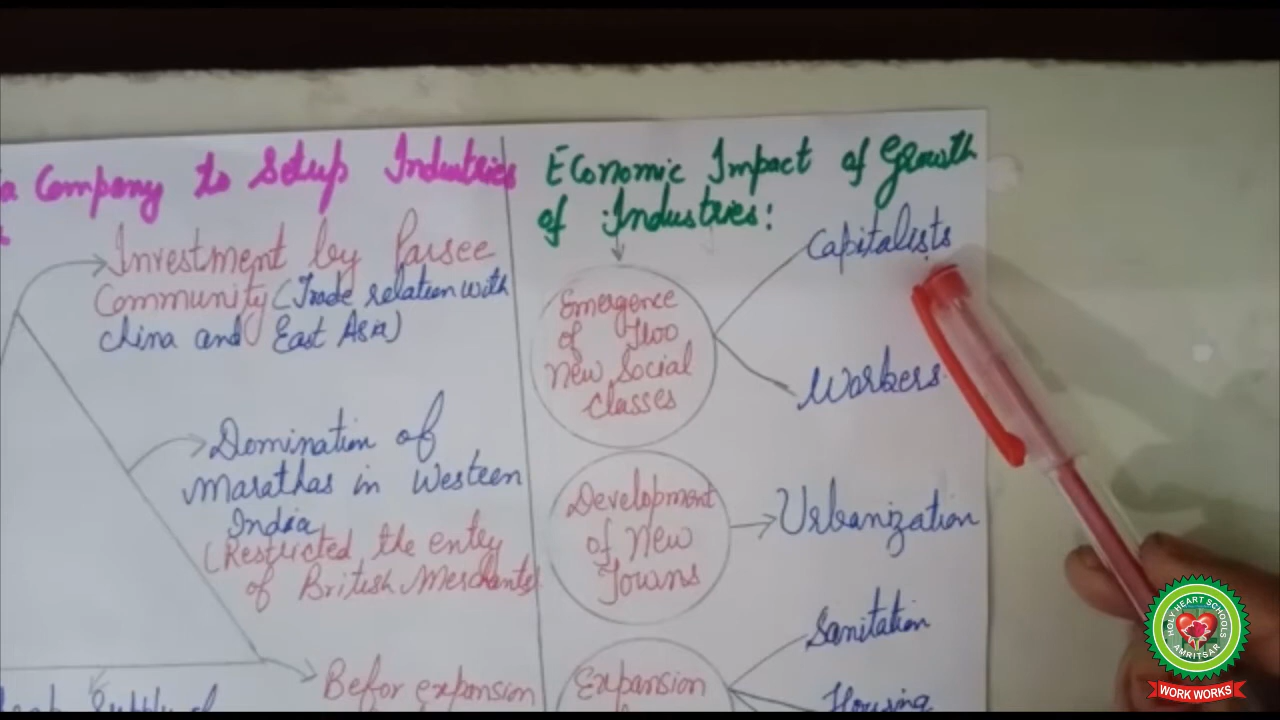 a Company to Setup Industries
Investment by Parsee
Community (Trade relation with
China and East Asia)
Domination of
Marathas in Western
India
(Restricted the entry
of British Merchants
Befor expansion
Supply of
Economic Impact of Growth
of Industries:
Emergence
of Two
New Social
Classes
Capitalists
Workers
Development
of New
Towns
Urbanization
Expansion
Sanitation
Housing
HOLY HEART SCHOOLS
AMRITSAR
WORK WORKS